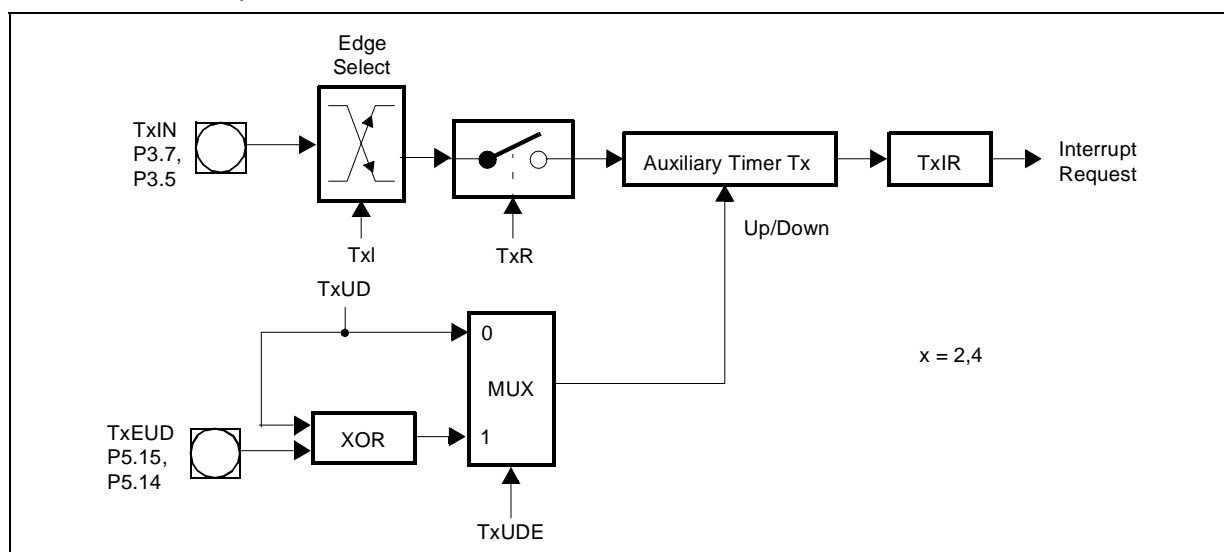 Edge
Select
TxIN
P3.7,
P3.5
Auxiliary Timer Tx
TxIR
Interrupt
Request
TxI
TxR
Up/Down
TxUD
0
MUX
1
x = 2,4
TxEUD
P5.15,
P5.14
XOR
TxUDE